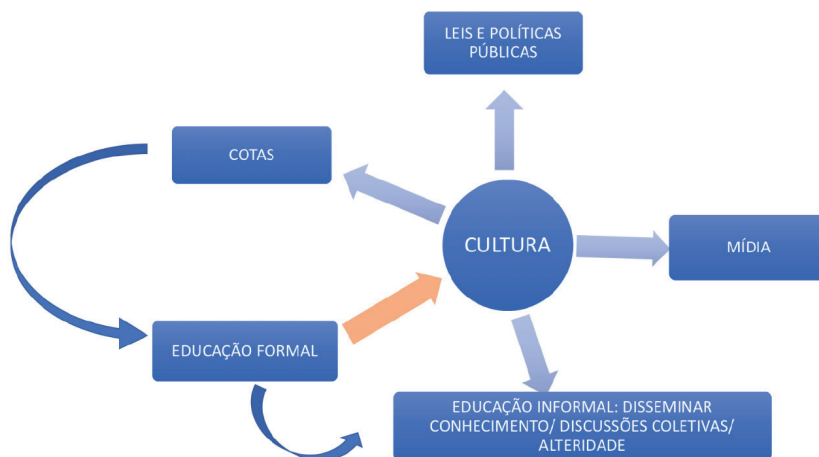 LEIS E POLÍTICAS
PÚBLICAS
COTAS
CULTURA
MÍDIA
EDUCAÇÃO FORMAL
EDUCAÇÃO INFORMAL: DISSEMINAR
CONHECIMENTO/ DISCUSSÕES COLETIVAS/
ALTERIDADE